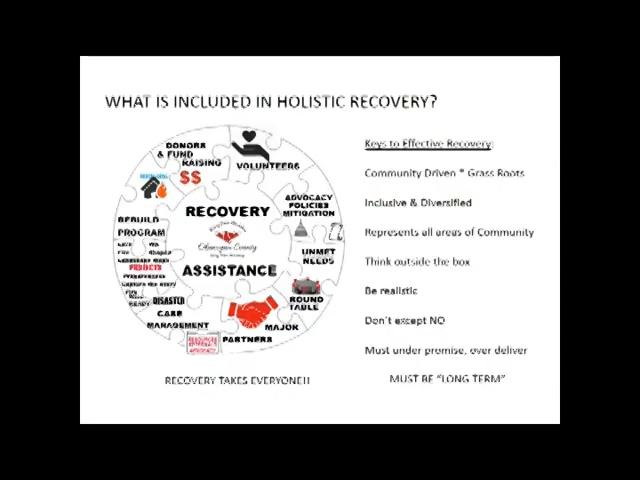 WHAT IS INCLUDED IN HOLISTIC RECOVERY?
DONORS
& FUND
RAISING
$$
VOLUNTEERS
ADVOCACY
POLICIES
MITIGATION
UNMET
NEEDS
ROUND
TABLE
MAJOR
PARTNERS
DISASTER
CASE
MANAGEMENT
REBUILD
PROGRAM
PROJECTS
READY
RECOVERY
Okanogan County
ASSISTANCE
RECOVERY TAKES EVERYONE!!
Keys to Effective Recovery:
Community Driven * Grass Roots
Inclusive & Diversified
Represents all areas of Community
Think outside the box
Be realistic
Don't except NO
Must under promise, over deliver
MUST BE "LONG TERM"